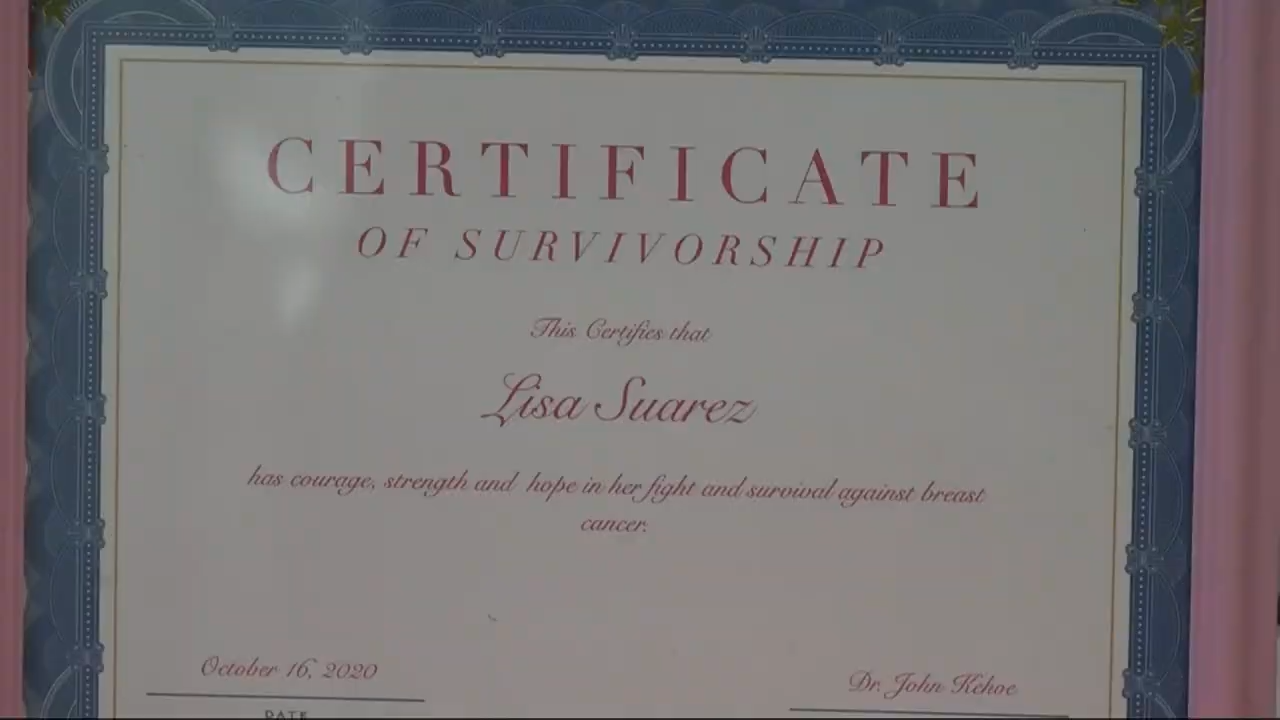 CERTIFICATE
OF SURVIVORSHIP
This Certifies that
Lisa Suarez
has courage, strength and hope in her fight and survival against breast
cancer.
October 16, 2020
Dr. John Kehoe
DATE